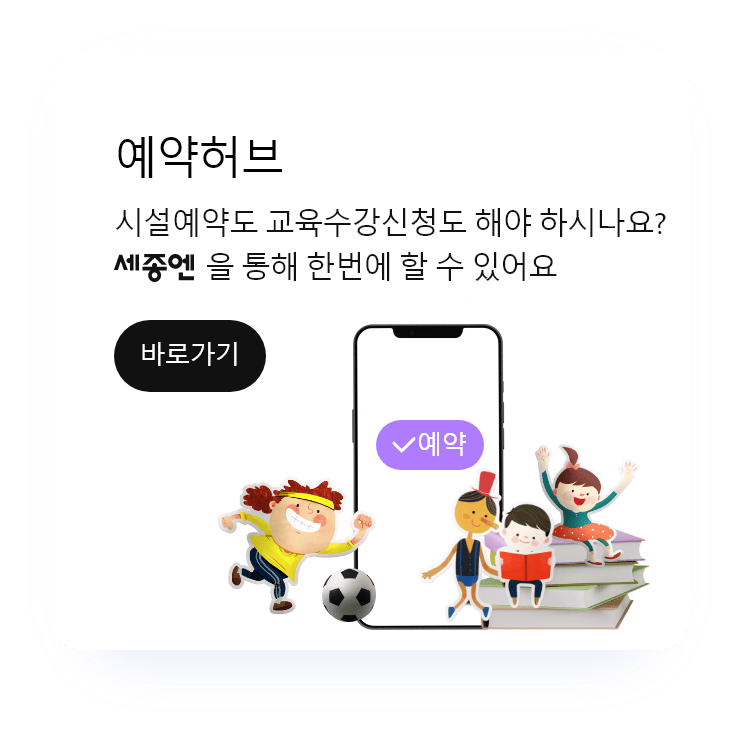 예약허브
시설예약도 교육수강신청도 해야 하시나요?
세종엔 을 통해 한번에 할 수 있어요
바로가기
예약